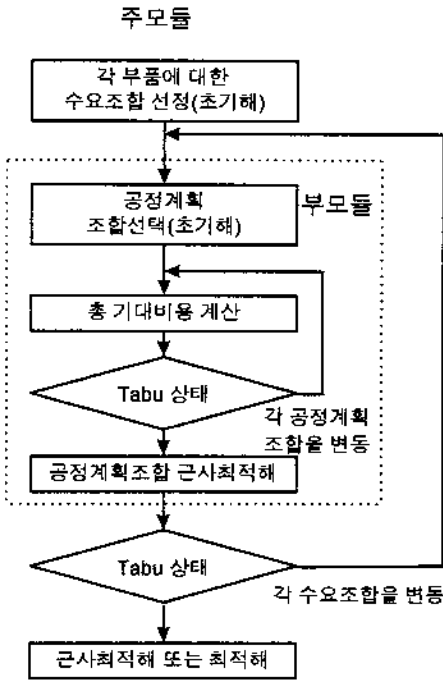 주모듈
각 부품에 대한
수요조합 선정(초기해)
공정계획
조합선택(초기해)
부모듈
총 기대비용 계산
Tabu 상태
각 공정계획
조합을 변동
공정계획조합 근사최적해
Tabu 상태
각 수요조합을 변동
근사최적해 또는 최적해